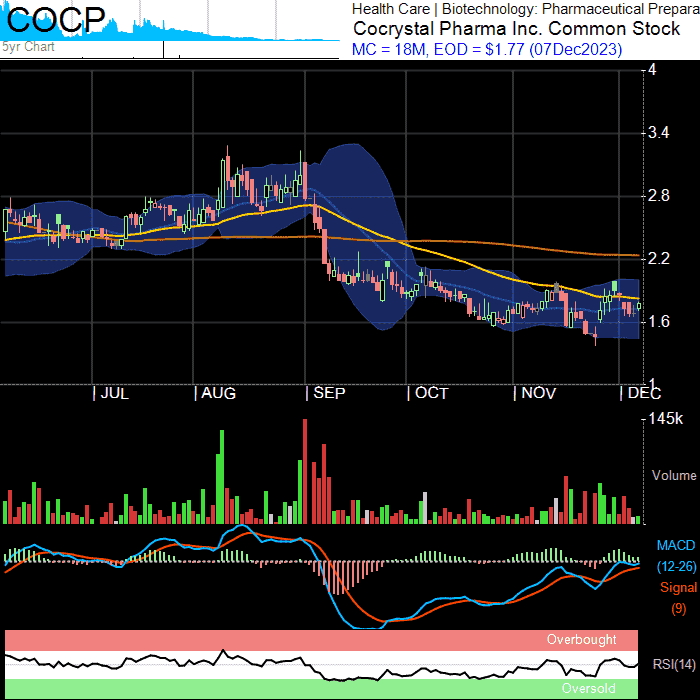 COCP
5yr Chart
Health Care | Biotechnology: Pharmaceutical Prepara
Cocrystal Pharma Inc. Common Stock
MC = 18M, EOD = $1.77 (07Dec2023)
4
3.4
2.8
2.2
1.6
1
JUL
AUG
SEP
OCT
NOV
DEC
145k
Volume
MACD
(12-26)
Signal
(9)
Overbought
RSI(14)
Oversold